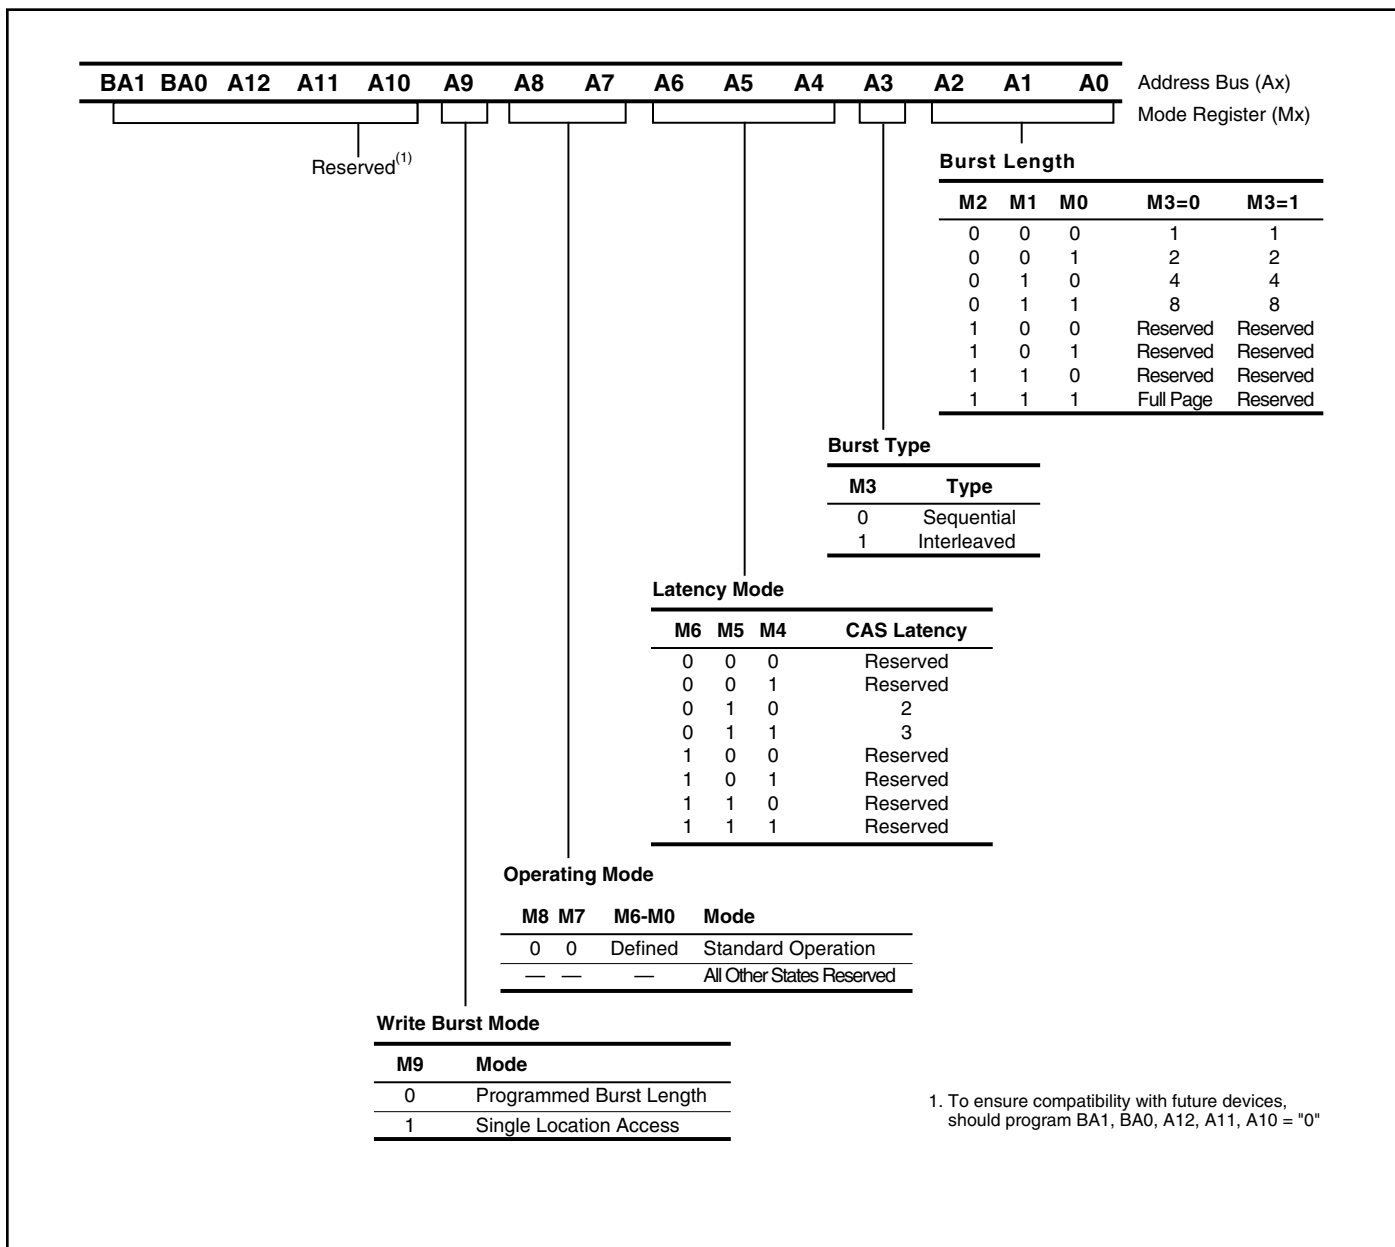 BA1 BA0 A12 A11 A10 A9 A8 A7 A6 A5 A4 A3 A2 A1 A0 Address Bus (Ax)
Mode Register (Mx)
Reserved(1)
Burst Length
M2 M1 M0 M3=0 M3=1
0 0 0 1 1
0 0 1 2 2
0 1 0 4 4
0 1 1 8 8
1 0 0 Reserved Reserved
1 0 1 Reserved Reserved
1 1 0 Reserved Reserved
1 1 1 Full Page Reserved
Burst Type
M3 Type
0 Sequential
1 Interleaved
Latency Mode
M6 M5 M4 CAS Latency
0 0 0 Reserved
0 0 1 Reserved
0 1 0 2
0 1 1 3
1 0 0 Reserved
1 0 1 Reserved
1 1 0 Reserved
1 1 1 Reserved
Operating Mode
M8 M7 M6-M0 Mode
0 0 Defined Standard Operation
— — — All Other States Reserved
Write Burst Mode
M9 Mode
0 Programmed Burst Length
1 Single Location Access
1. To ensure compatibility with future devices,
should program BA1, BA0, A12, A11, A10 = "0"